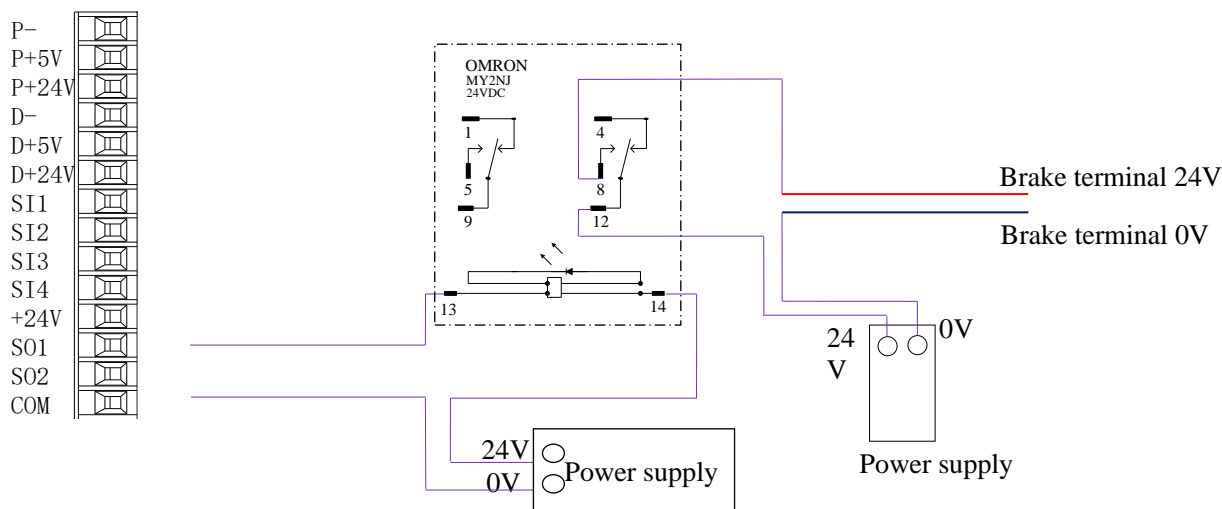 P-
P+5V
P+24V
D-
D+5V
D+24V
SI1
SI2
SI3
SI4
+24V
SO1
SO2
COM
OMRON
MY2NJ
24VDC
1
4
5
8
9
12
13
14
Brake terminal 24V
Brake terminal 0V
24
V
0V
Power supply
24V
0V
Power supply